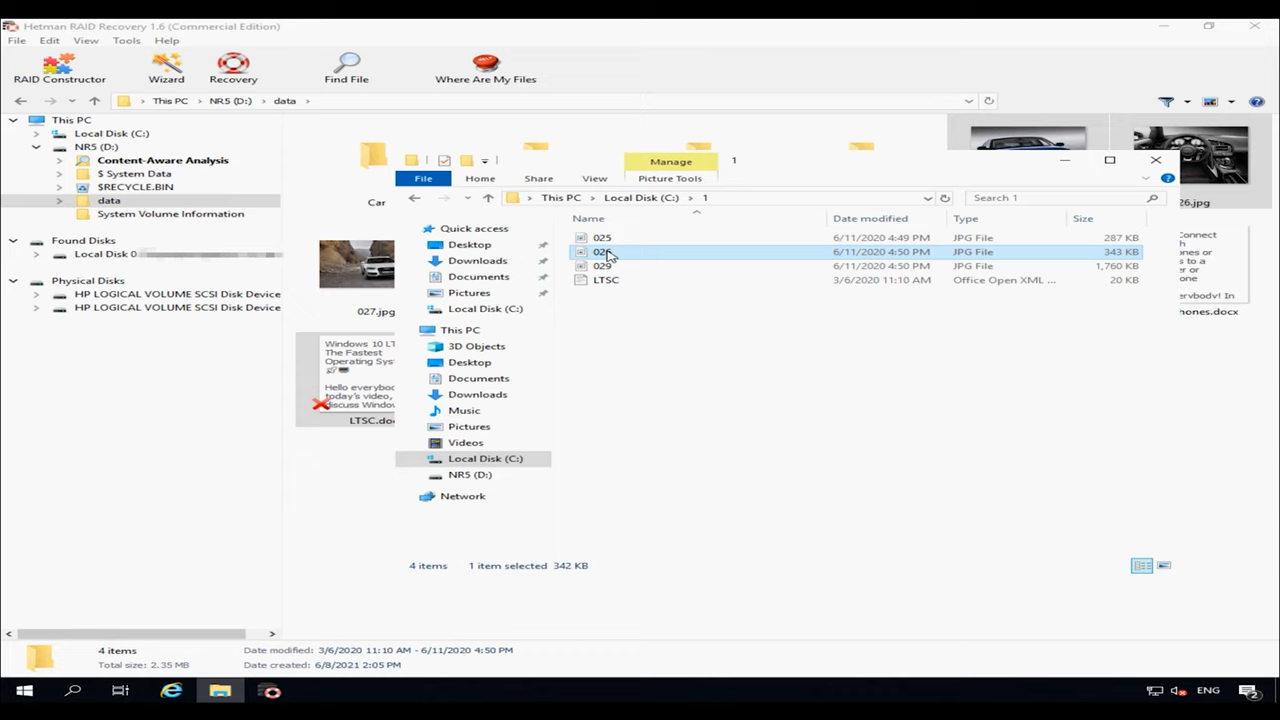 Hetman RAID Recovery 1.6 (Commercial Edition)
File Edit View Tools Help
RAID Constructor Wizard Recovery Find File Where Are My Files
This PC NR5 (D:) data
This PC
Local Disk (C:)
NR5 (D:)
Content-Aware Analysis
$ System Data
$RECYCLE.BIN
data
System Volume Information
Found Disks
Local Disk 0
Physical Disks
HP LOGICAL VOLUME SCSI Disk Device
HP LOGICAL VOLUME SCSI Disk Device
Car
027.jpg
Windows 10 LT
The Fastest
Operating Sys
Hello everybod
today's video,
discuss Window
LTSC.do
26.jpg
Connect
h
ones or
er or
one
ervbody! In
hones.docx
Manage 1
File Home Share View Picture Tools
This PC Local Disk (C:) 1 Search 1
Quick access
Desktop
Downloads
Documents
Pictures
Local Disk (C:)
This PC
3D Objects
Desktop
Documents
Downloads
Music
Pictures
Videos
Local Disk (C:)
NR5 (D:)
Network
Name Date modified Type Size
025 6/11/2020 4:49 PM JPG File 287 KB
026 6/11/2020 4:50 PM JPG File 343 KB
029 6/11/2020 4:50 PM JPG File 1,760 KB
LTSC 3/6/2020 11:10 AM Office Open XML ... 20 KB
4 items 1 item selected 342 KB
4 items Date modified: 3/6/2020 11:10 AM - 6/11/2020 4:50 PM
Total size: 2.35 MB Date created: 6/8/2021 2:05 PM
ENG 2